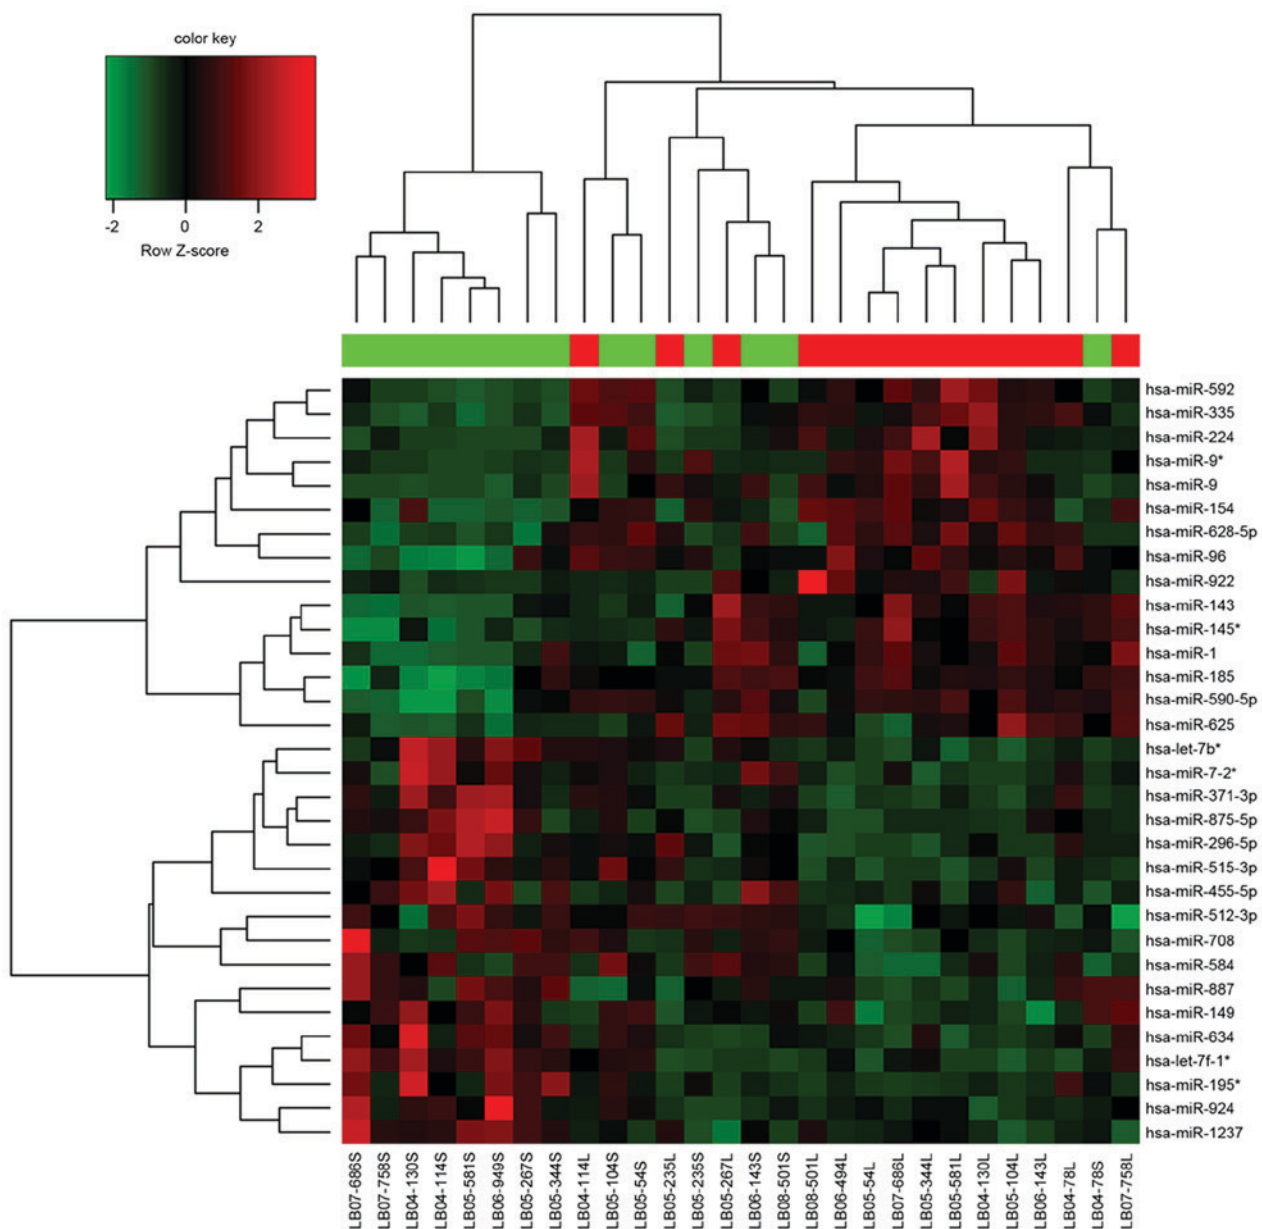 color key
-2 0 2
Row Z-score
hsa-miR-592
hsa-miR-335
hsa-miR-224
hsa-miR-9*
hsa-miR-9
hsa-miR-154
hsa-miR-628-5p
hsa-miR-96
hsa-miR-922
hsa-miR-143
hsa-miR-145*
hsa-miR-1
hsa-miR-185
hsa-miR-590-5p
hsa-miR-625
hsa-let-7b*
hsa-miR-7-2*
hsa-miR-371-3p
hsa-miR-875-5p
hsa-miR-296-5p
hsa-miR-515-3p
hsa-miR-455-5p
hsa-miR-512-3p
hsa-miR-708
hsa-miR-584
hsa-miR-887
hsa-miR-149
hsa-miR-634
hsa-let-7f-1*
hsa-miR-195*
hsa-miR-924
hsa-miR-1237
LB07-686S
LB07-758S
LB04-130S
LB04-114S
LB05-581S
LB06-949S
LB05-267S
LB05-344S
LB04-114L
LB05-104S
LB05-54S
LB05-235L
LB05-235S
LB05-267L
LB06-143S
LB08-501S
LB08-501L
LB06-494L
LB05-54L
LB07-686L
LB05-344L
LB05-581L
LB04-130L
LB05-104L
LB06-143L
LB04-78L
LB04-78S
LB07-758L